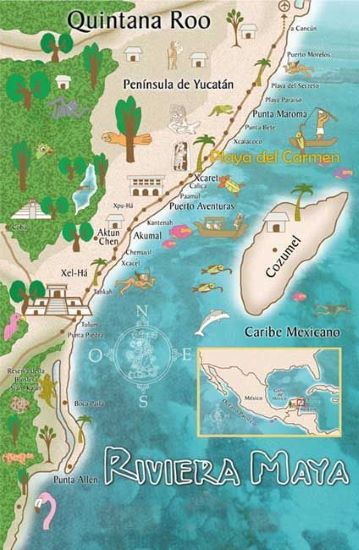 Quintana Roo
a Cancún
Puerto Morelos
Península de Yucatán
Playa del Secreto
Playa Paraiso
Punta Maroma
Punta Bete
Xcalacoco
Playa del Carmen
Xcaret
Calica
Paamul
Xpu-Há
Puerto Aventuras
Kantenah
Cobá
Aktun
Chen
Akumal
Chemuyil
Xcacel
Cozumel
Xel-Há
Tankah
Tulum
Punta Piedra
Caribe Mexicano
N
O
E
S
México
Reserva de la
Biosfera
Sian Ka'an
Boca Paila
Punta Allen
RIVIERA MAYA